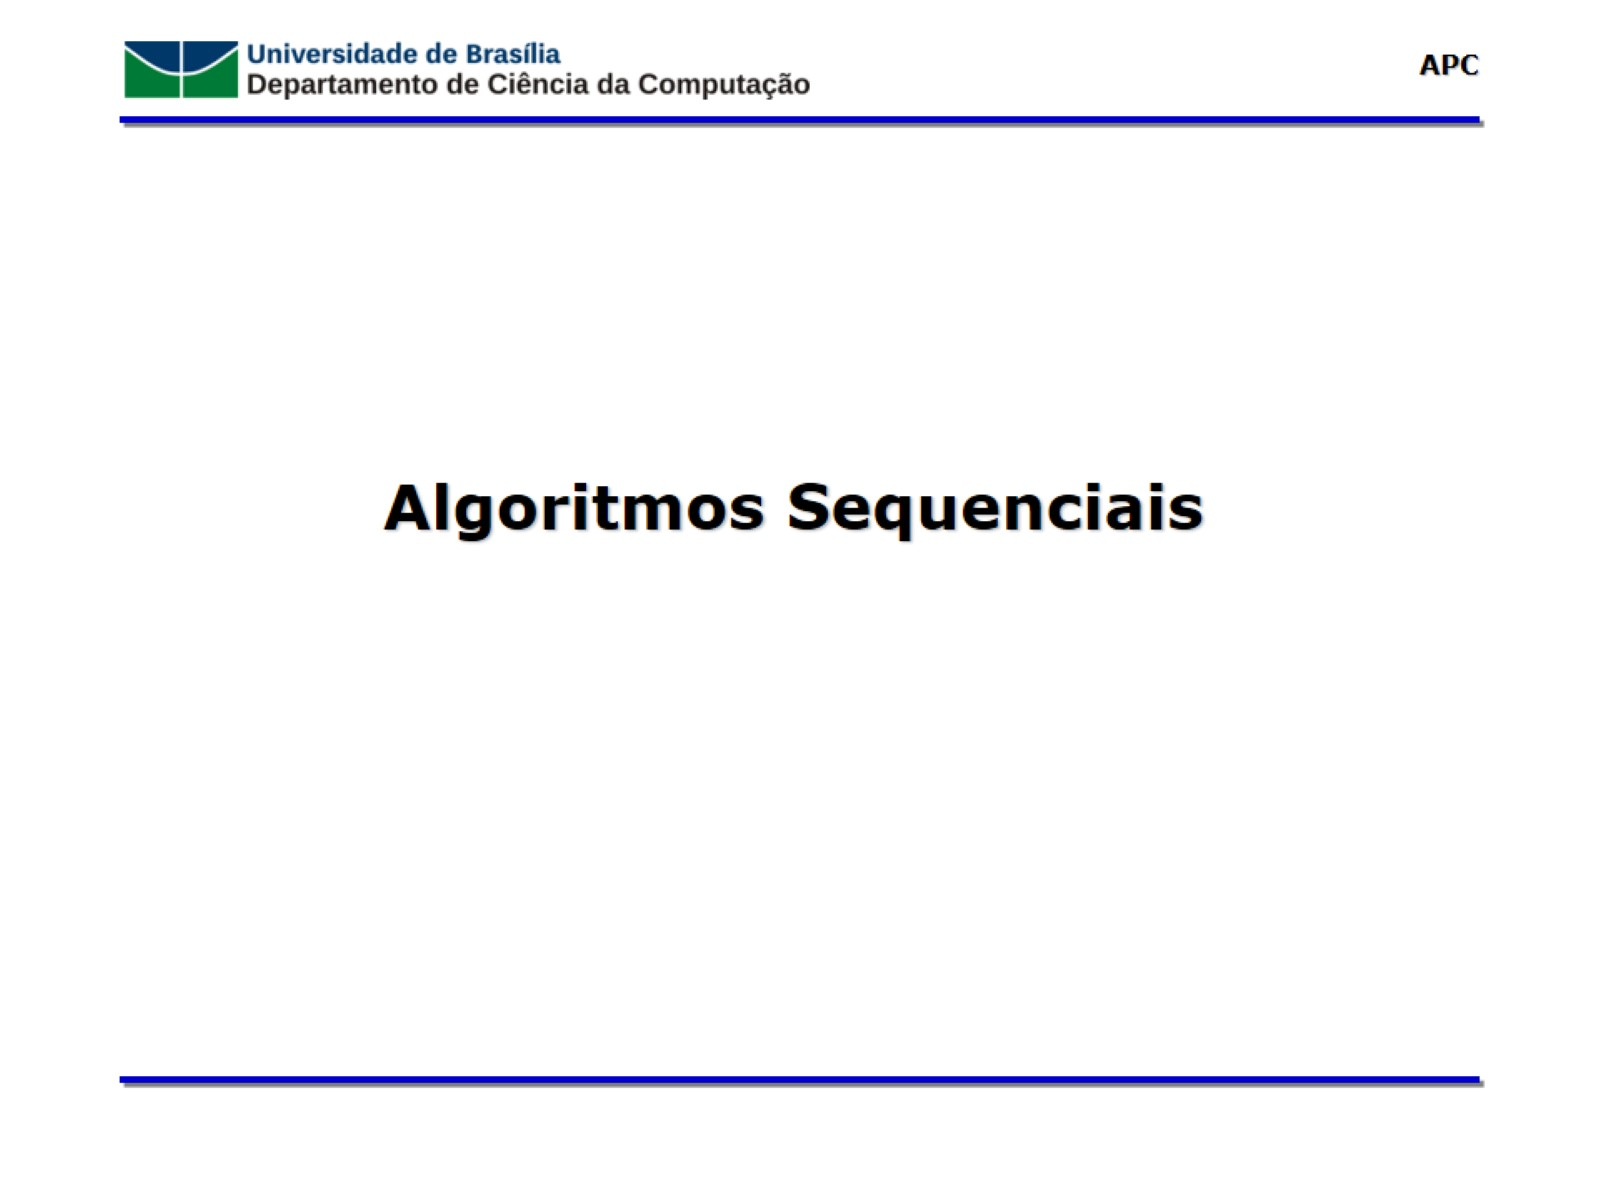 Universidade de Brasília
Departamento de Ciência da Computação
APC
Algoritmos Sequenciais